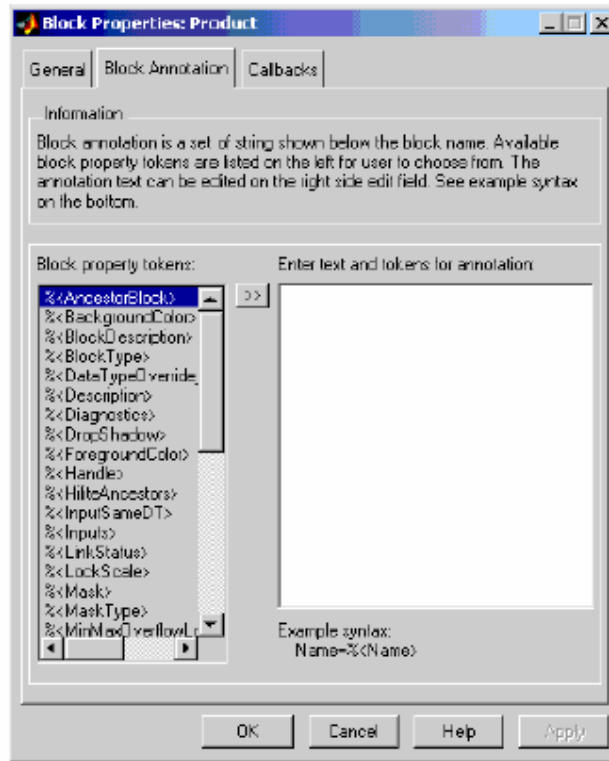 Block Properties: Product
General Block Annotation Callbacks
Information
Block annotation is a set of string shown below the block name. Available
block property tokens are listed on the left for user to choose from. The
annotation text can be edited on the right side edit field. See example syntax
on the bottom.
Block property tokens:
%<AncestorBlock>
%<BackgroundColor>
%<BlockDescription>
%<BlockType>
%<DataTypeOverride_
%<Description>
%<Diagnostics>
%<DropShadow>
%<ForegroundColor>
%<Handle>
%<HiliteAncestors>
%<InputSameDT>
%<Inputs>
%<LinkStatus>
%<LockScale>
%<Mask>
%<MaskType>
%<MinMaxOverflowLo
>>
Enter text and tokens for annotation:
Example syntax:
Name=%<Name>
OK Cancel Help Apply